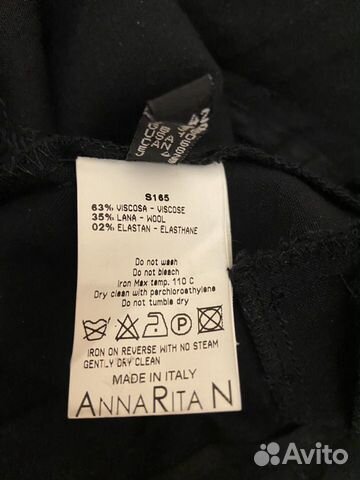 S165
63% VISCOSA - VISCOSE
35% LANA - WOOL
02% ELASTAN - ELASTHANE
Do not wash
Do not bleach
Iron Max temp. 110 C
Dry clean with perchloroethylene
Do not tumble dry
P
IRON ON REVERSE WITH NO STEAM
GENTLY DRY CLEAN
MADE IN ITALY
ANNARITA N
Avito